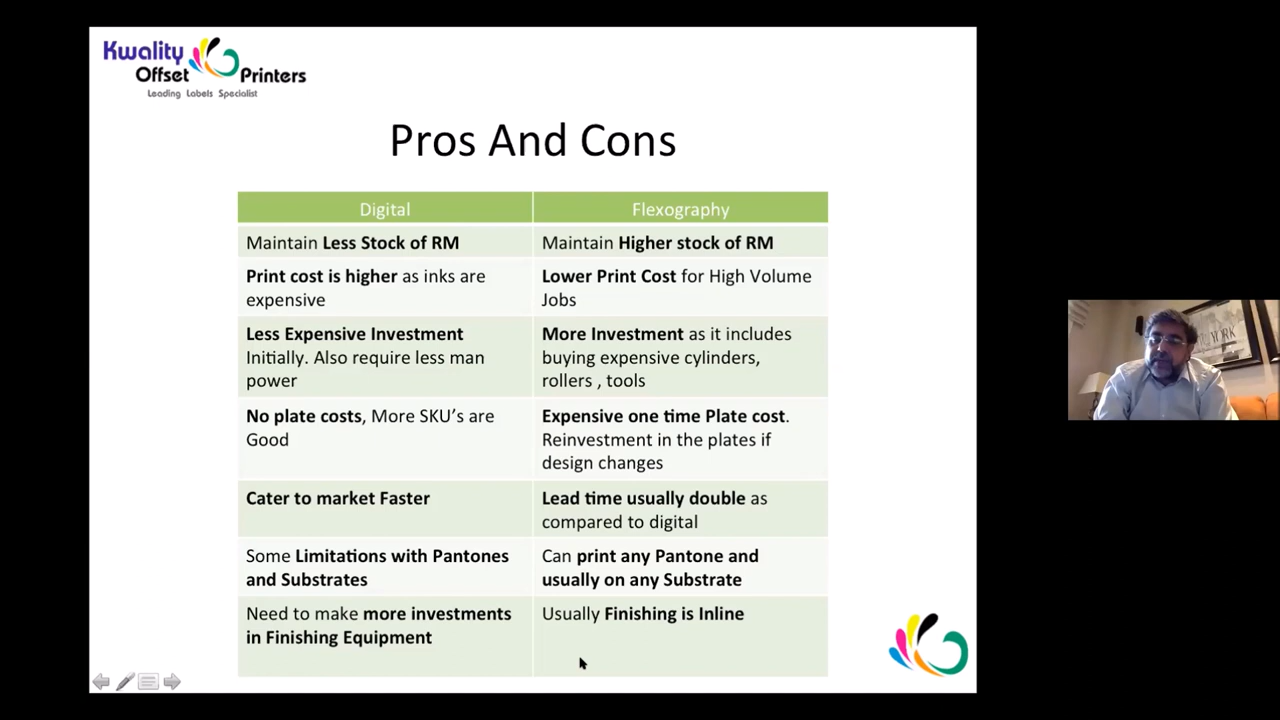 Kwality
Offset Printers
Leading Labels Specialist
Pros And Cons
Digital
Flexography
Maintain Less Stock of RM
Maintain Higher stock of RM
Print cost is higher as inks are
expensive
Lower Print Cost for High Volume
Jobs
Less Expensive Investment
Initially. Also require less man
power
More Investment as it includes
buying expensive cylinders,
rollers , tools
No plate costs, More SKU's are
Good
Expensive one time Plate cost.
Reinvestment in the plates if
design changes
Cater to market Faster
Lead time usually double as
compared to digital
Some Limitations with Pantones
and Substrates
Can print any Pantone and
usually on any Substrate
Need to make more investments
in Finishing Equipment
Usually Finishing is Inline
YORK